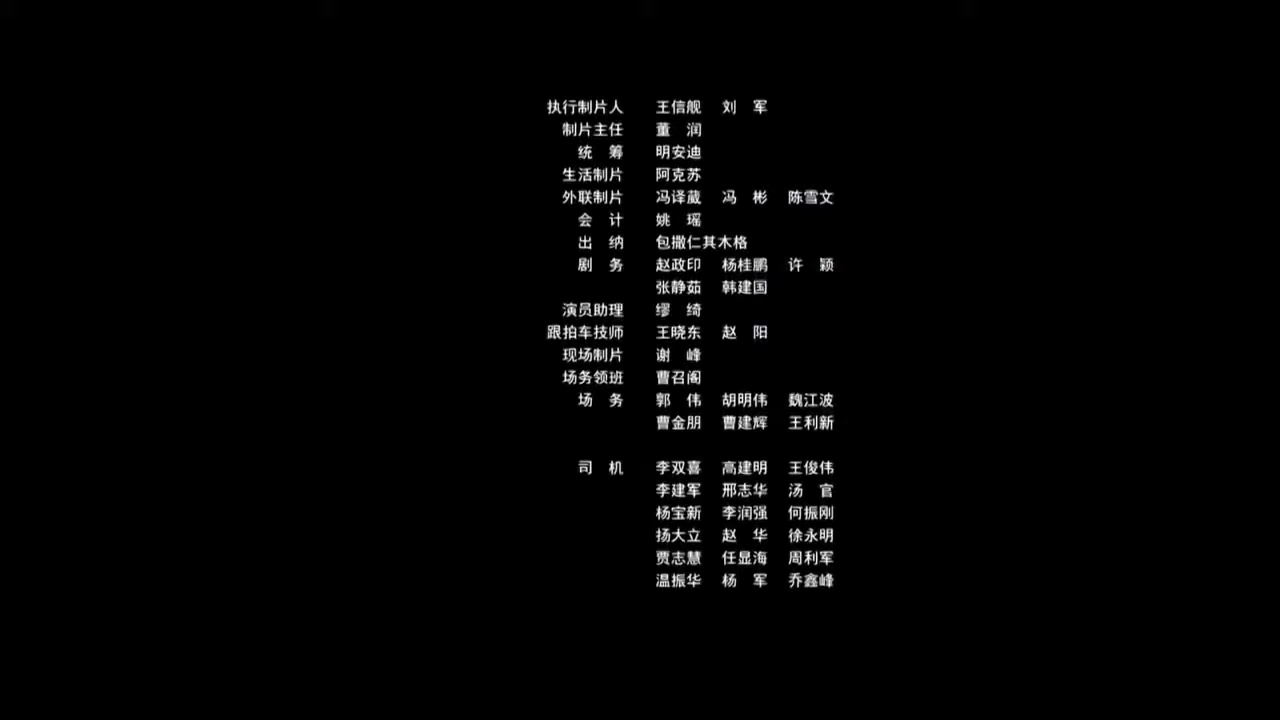 执行制片人 王信舰 刘 军
制片主任 董 润
统 筹 明安迪
生活制片 阿克苏
外联制片 冯译葳 冯 彬 陈雪文
会 计 姚 瑶
出 纳 包撒仁其木格
剧 务 赵政印 杨桂鹏 许 颖
张静茹 韩建国
演员助理 缪 绮
跟拍车技师 王晓东 赵 阳
现场制片 谢 峰
场务领班 曹召阁
场 务 郭 伟 胡明伟 魏江波
曹金朋 曹建辉 王利新
司 机 李双喜 高建明 王俊伟
李建军 邢志华 汤 官
杨宝新 李润强 何振刚
扬大立 赵 华 徐永明
贾志慧 任显海 周利军
温振华 杨 军 乔鑫峰